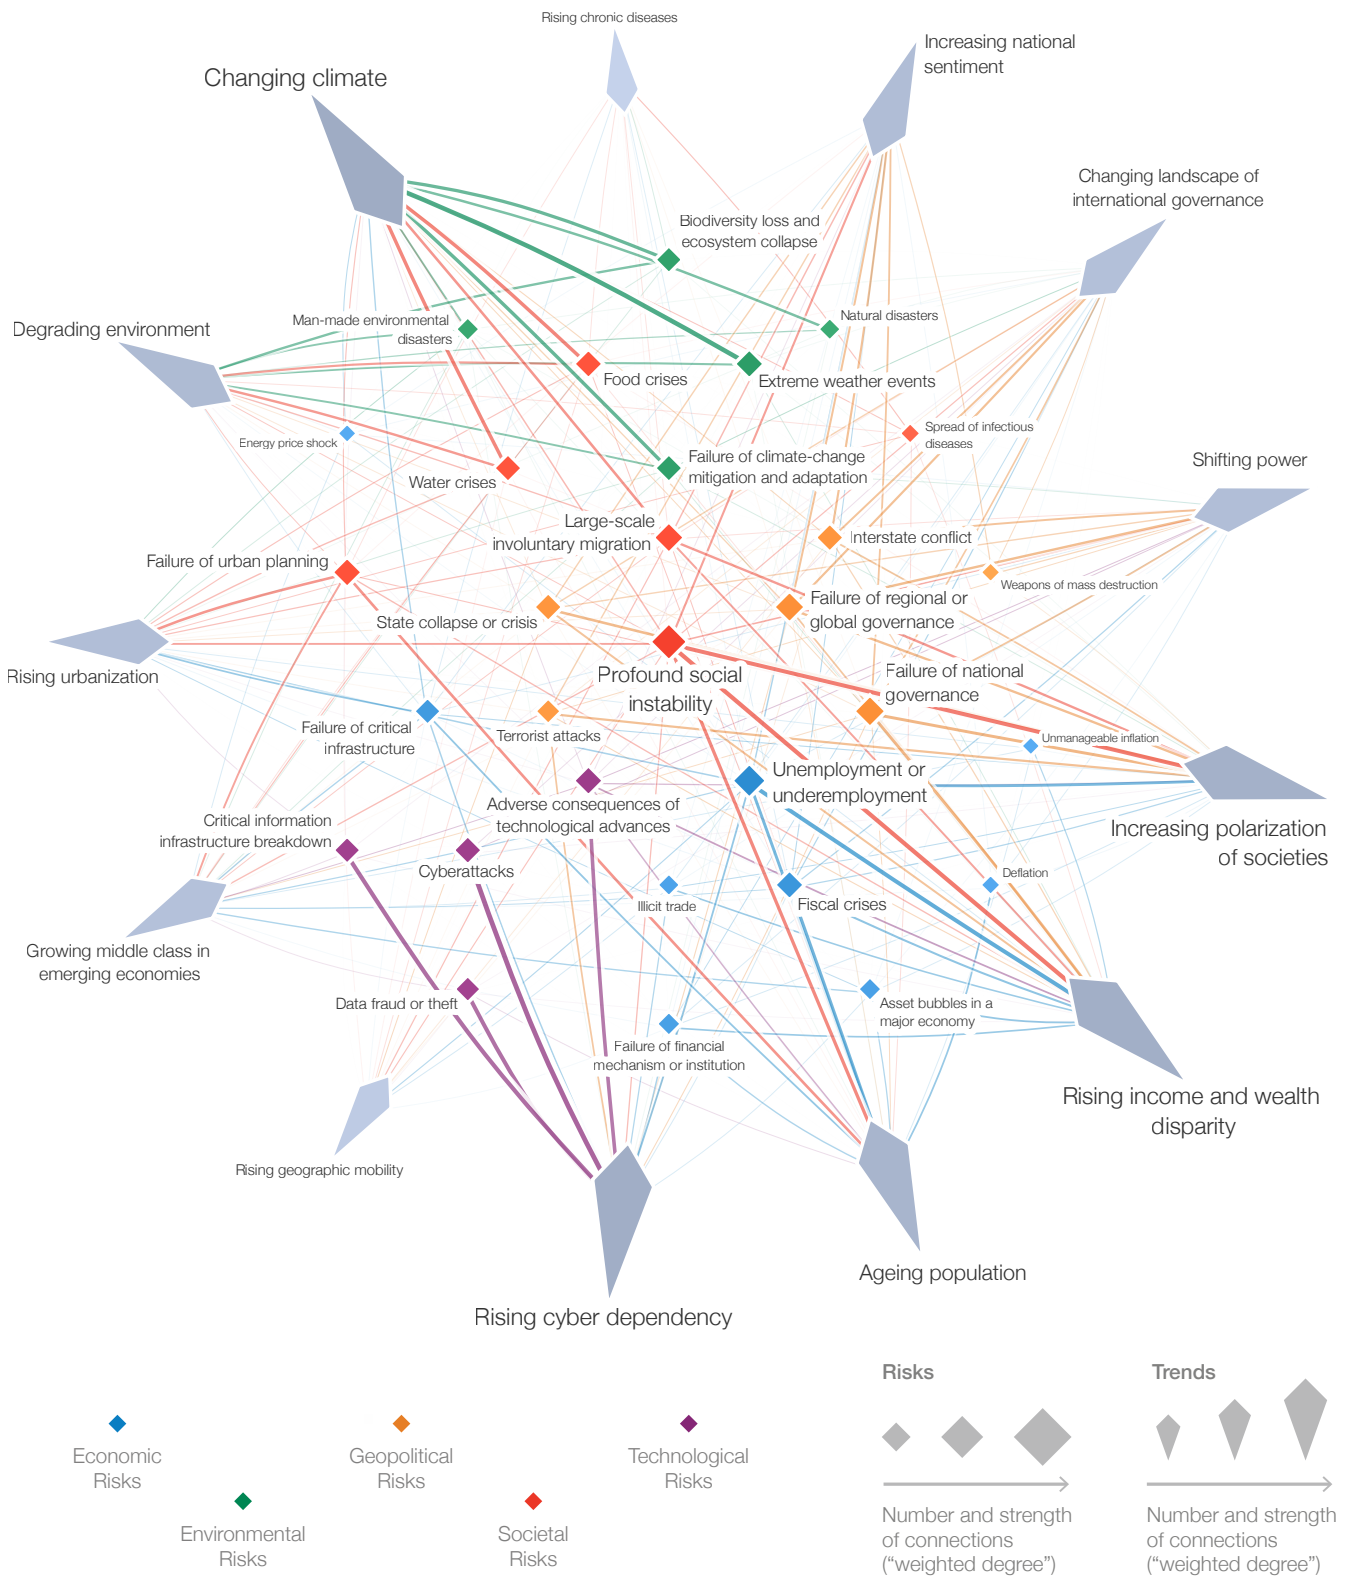 Rising chronic diseases
Increasing national
sentiment
Changing climate
Changing landscape of
international governance
Biodiversity loss and
ecosystem collapse
Degrading environment
Man-made environmental
disasters
Natural disasters
Food crises
Extreme weather events
Energy price shock
Spread of infectious
diseases
Water crises
Failure of climate-change
mitigation and adaptation
Shifting power
Large-scale
involuntary migration
Interstate conflict
Failure of urban planning
Weapons of mass destruction
State collapse or crisis
Failure of regional or
global governance
Rising urbanization
Profound social
instability
Failure of national
governance
Failure of critical
infrastructure
Terrorist attacks
Unmanageable inflation
Unemployment or
underemployment
Adverse consequences of
technological advances
Critical information
infrastructure breakdown
Increasing polarization
of societies
Cyberattacks
Illicit trade
Fiscal crises
Deflation
Growing middle class in
emerging economies
Data fraud or theft
Asset bubbles in a
major economy
Failure of financial
mechanism or institution
Rising income and wealth
disparity
Rising geographic mobility
Ageing population
Rising cyber dependency
Risks
Trends
Economic
Risks
Geopolitical
Risks
Technological
Risks
Environmental
Risks
Societal
Risks
Number and strength
of connections
(“weighted degree”)
Number and strength
of connections
(“weighted degree”)